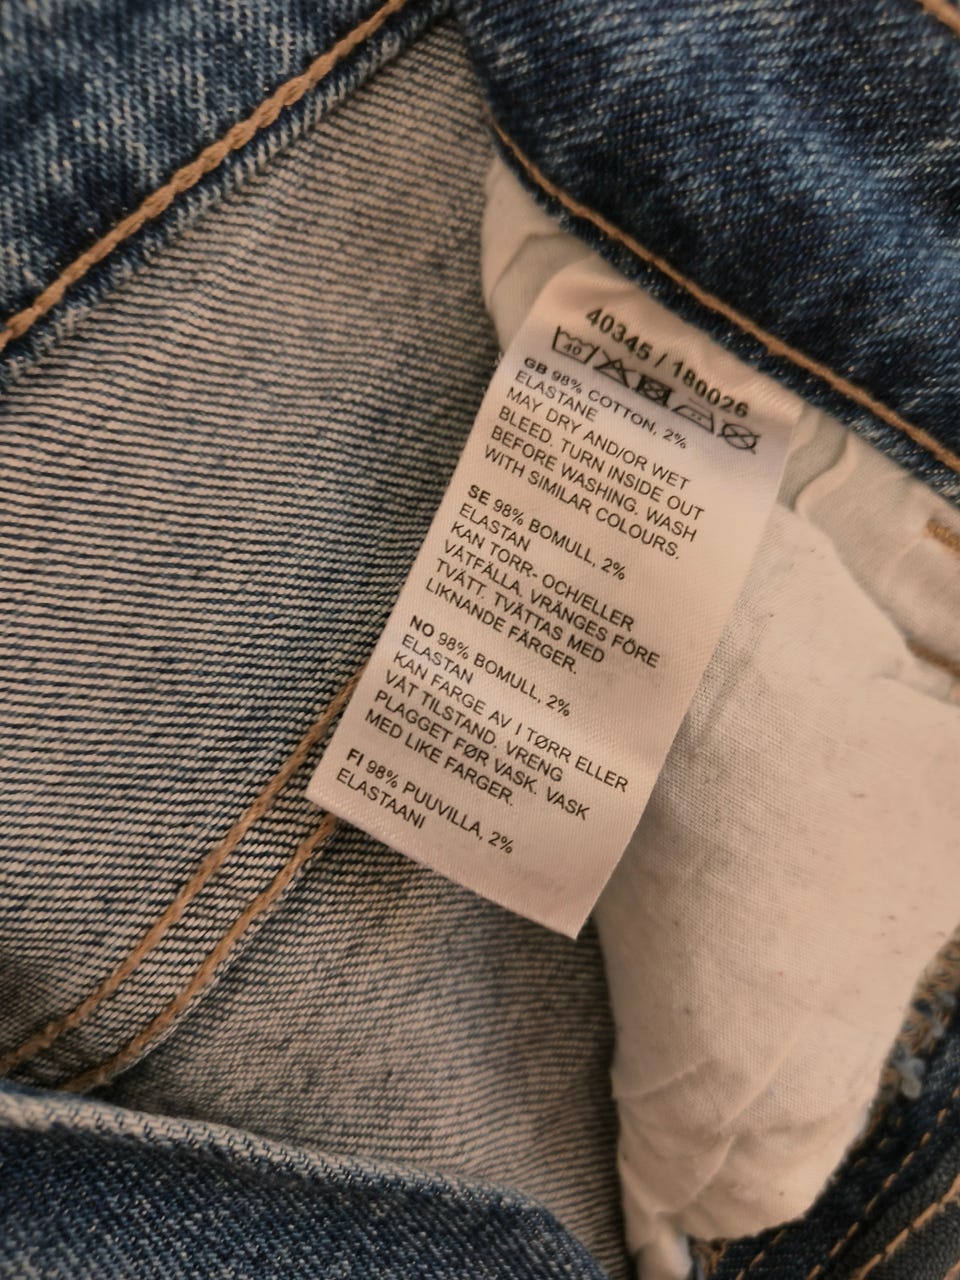 40345 / 180026
40
GB 98% COTTON, 2%
ELASTANE
MAY DRY AND/OR WET
BLEED. TURN INSIDE OUT
BEFORE WASHING. WASH
WITH SIMILAR COLOURS.
SE 98% BOMULL, 2%
ELASTAN
KAN TORR- OCH/ELLER
VÅTFÄLLA. VRÄNGES FÖRE
TVÄTT. TVÄTTAS MED
LIKNANDE FÄRGER.
NO 98% BOMULL, 2%
ELASTAN
KAN FARGE AV I TØRR ELLER
VÅT TILSTAND. VRENG
PLAGGET FØR VASK. VASK
MED LIKE FARGER.
FI 98% PUUVILLA, 2%
ELASTAANI